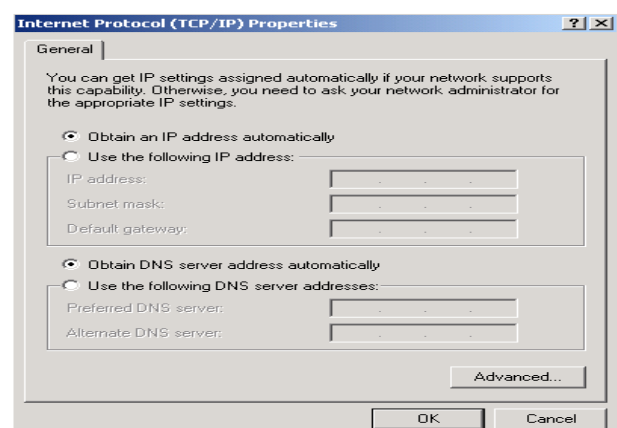 Internet Protocol (TCP/IP) Properties
General
You can get IP settings assigned automatically if your network supports
this capability. Otherwise, you need to ask your network administrator for
the appropriate IP settings.
Obtain an IP address automatically
Use the following IP address:
IP address:
Subnet mask:
Default gateway:
Obtain DNS server address automatically
Use the following DNS server addresses:
Preferred DNS server:
Alternate DNS server:
Advanced...
OK Cancel